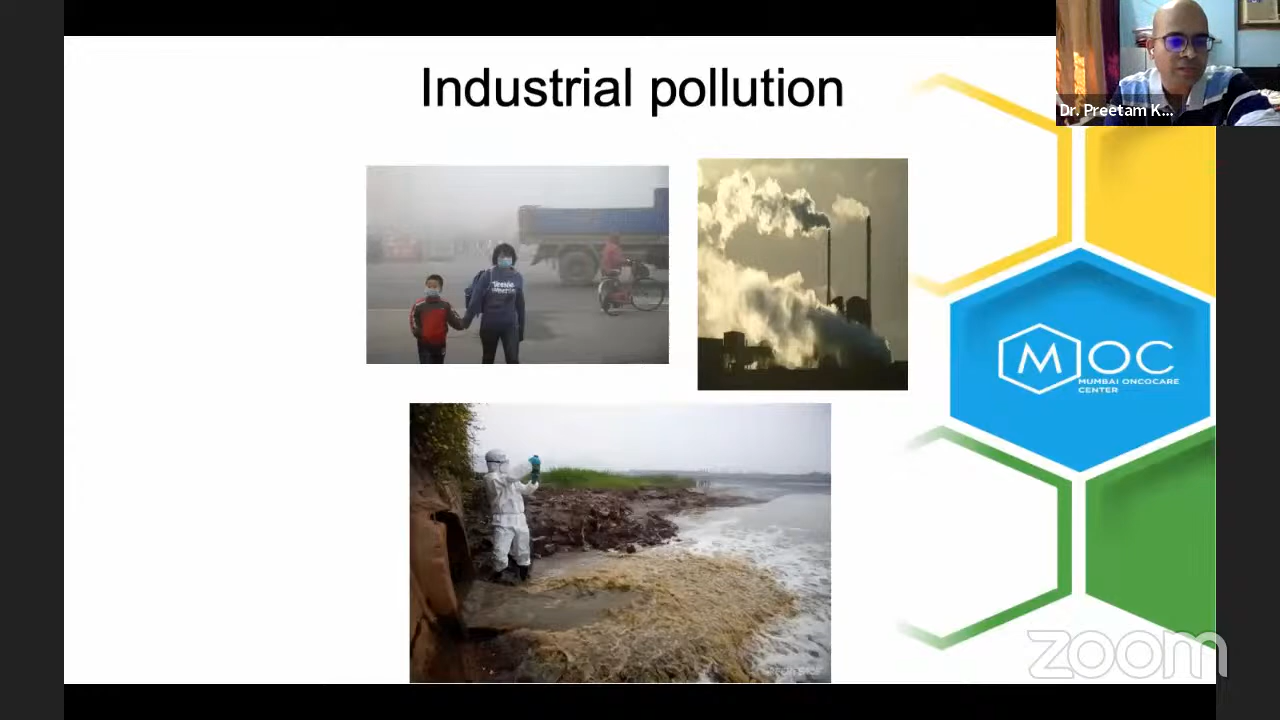 Industrial pollution
Dr. Preetam K...
MOC
MUMBAI ONCOCARE
CENTER
zoom